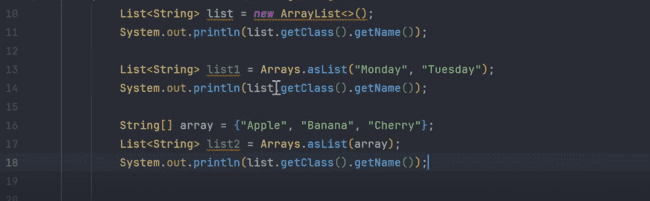 10 List<String> list = new ArrayList<>();
11 System.out.println(list.getClass().getName());
12
13 List<String> list1 = Arrays.asList("Monday", "Tuesday");
14 System.out.println(list.getClass().getName());
15
16 String[] array = {"Apple", "Banana", "Cherry"};
17 List<String> list2 = Arrays.asList(array);
18 System.out.println(list.getClass().getName());
19